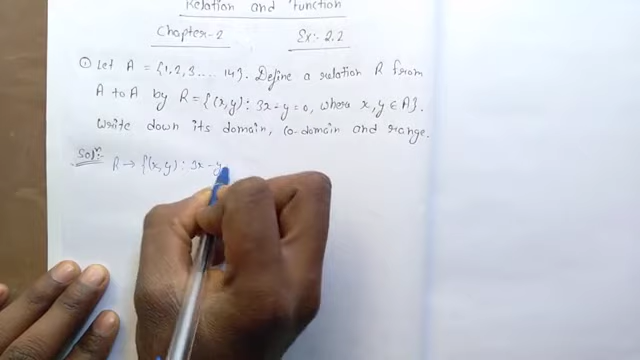 Relation and Function
Chapter-2 Ex:- 2.2
① Let A = {1, 2, 3 .... 14}. Define a relation R from
A to A by R = {(x, y) : 3x - y = 0, where x, y ∈ A}.
Write down its domain, co-domain and range.
Solⁿ:- R → {(x, y) : 3x - y